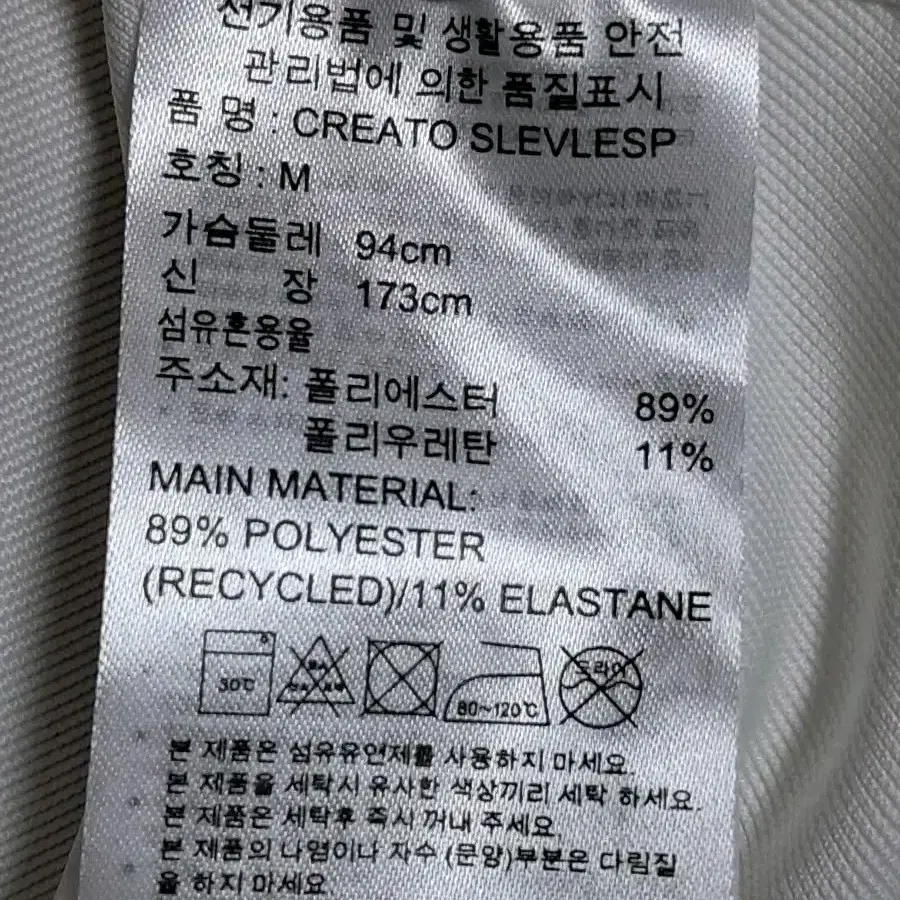 전기용품 및 생활용품 안전
관리법에 의한 품질표시
품 명 : CREATO SLEVLESP
호칭 : M
가슴둘레 94cm
신 장 173cm
섬유혼용율
주소재: 폴리에스터 89%
폴리우레탄 11%
MAIN MATERIAL:
89% POLYESTER
(RECYCLED)/11% ELASTANE
30℃ 80~120℃ 드라이
본 제품은 섬유유연제를 사용하지 마세요.
본 제품을 세탁시 유사한 색상끼리 세탁 하세요.
본 제품은 세탁후 즉시 꺼내 주세요.
본 제품의 나염이나 자수 (문양)부분은 다림질
을 하지 마세요.